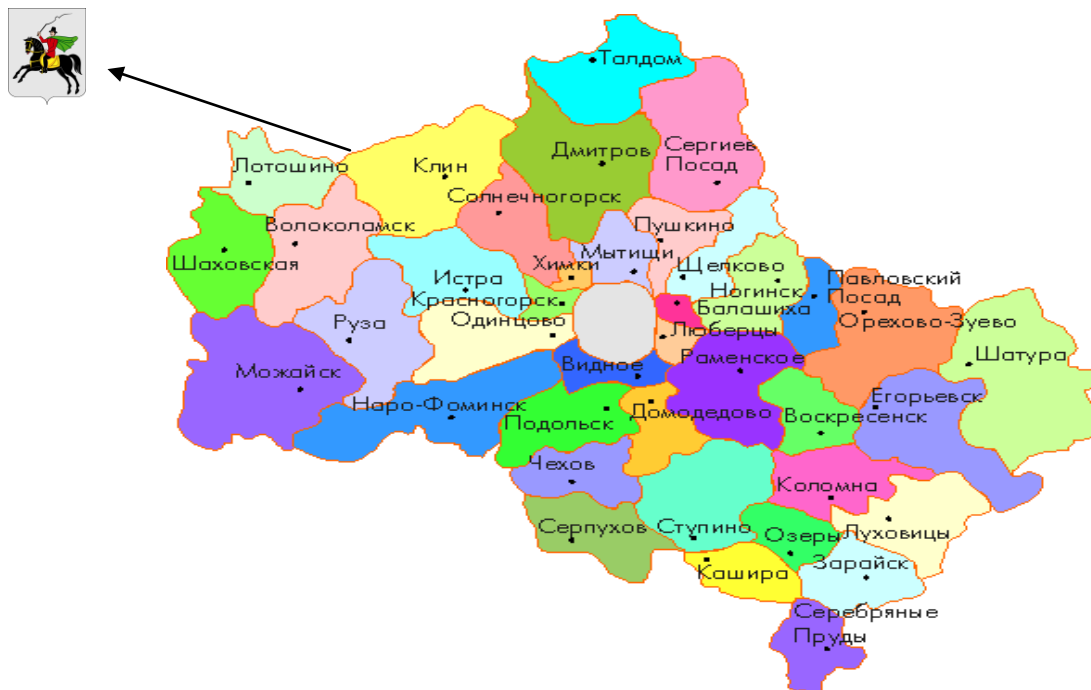 Талдом
Дмитров
Сергиев
Посад
Лотошино
Клин
Солнечногорск
Волоколамск
Пушкино
Мытищи
Шаховская
Химки
Щелково
Истра
Красногорск
Ногинск
Павловский
Посад
Балашиха
Руза
Одинцово
Орехово-Зуево
Люберцы
Шатура
Видное
Раменское
Можайск
Наро-Фоминск
Егорьевск
Подольск
Домодедово
Воскресенск
Чехов
Коломна
Серпухов
Ступино
Озеры
Луховицы
Кашира
Зарайск
Серебряные
Пруды